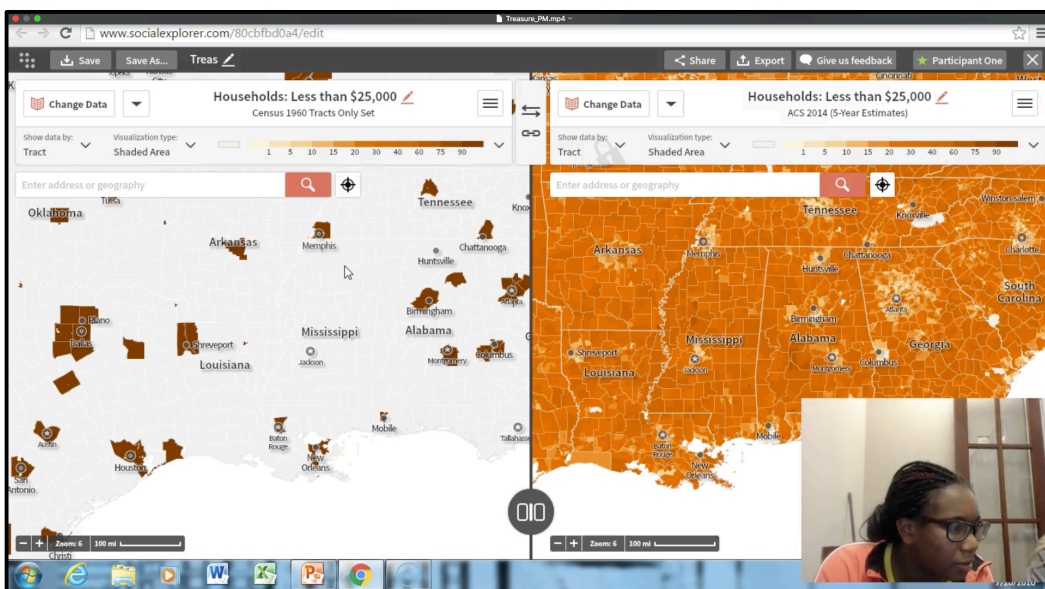 Treasure_PM.mp4
www.socialexplorer.com/80cbfbd0a4/edit
Save
Save As...
Treas
Share
Export
Give us feedback
Participant One
Kansas
Cincinnati
Change Data
Households: Less than $25,000
Census 1960 Tracts Only Set
Show data by:
Tract
Visualization type:
Shaded Area
1 5 10 15 20 30 40 60 75 90
Enter address or geography
Tulsa
Oklahoma
Tennessee
Knox
Arkansas
Memphis
Chattanooga
Huntsville
Atlanta
Birmingham
Plano
Dallas
Shreveport
Mississippi
Alabama
Louisiana
Jackson
Montgomery
Columbus
Mobile
Austin
Baton
Rouge
Tallahass
Houston
New
Orleans
San
Antonio
Zoom: 6
100 mi
Christi
Change Data
Households: Less than $25,000
ACS 2014 (5-Year Estimates)
Show data by:
Tract
Visualization type:
Shaded Area
1 5 10 15 20 30 40 60 75 90
Enter address or geography
Winston-salem
Tennessee
Knoxville
Arkansas
Memphis
Chattanooga
Charlotte
Huntsville
South
Carolina
Atlanta
Birmingham
Shreveport
Mississippi
Alabama
Georgia
Louisiana
Jackson
Montgomery
Columbus
Baton
Rouge
Mobile
New
Orleans
Zoom: 6
100 mi